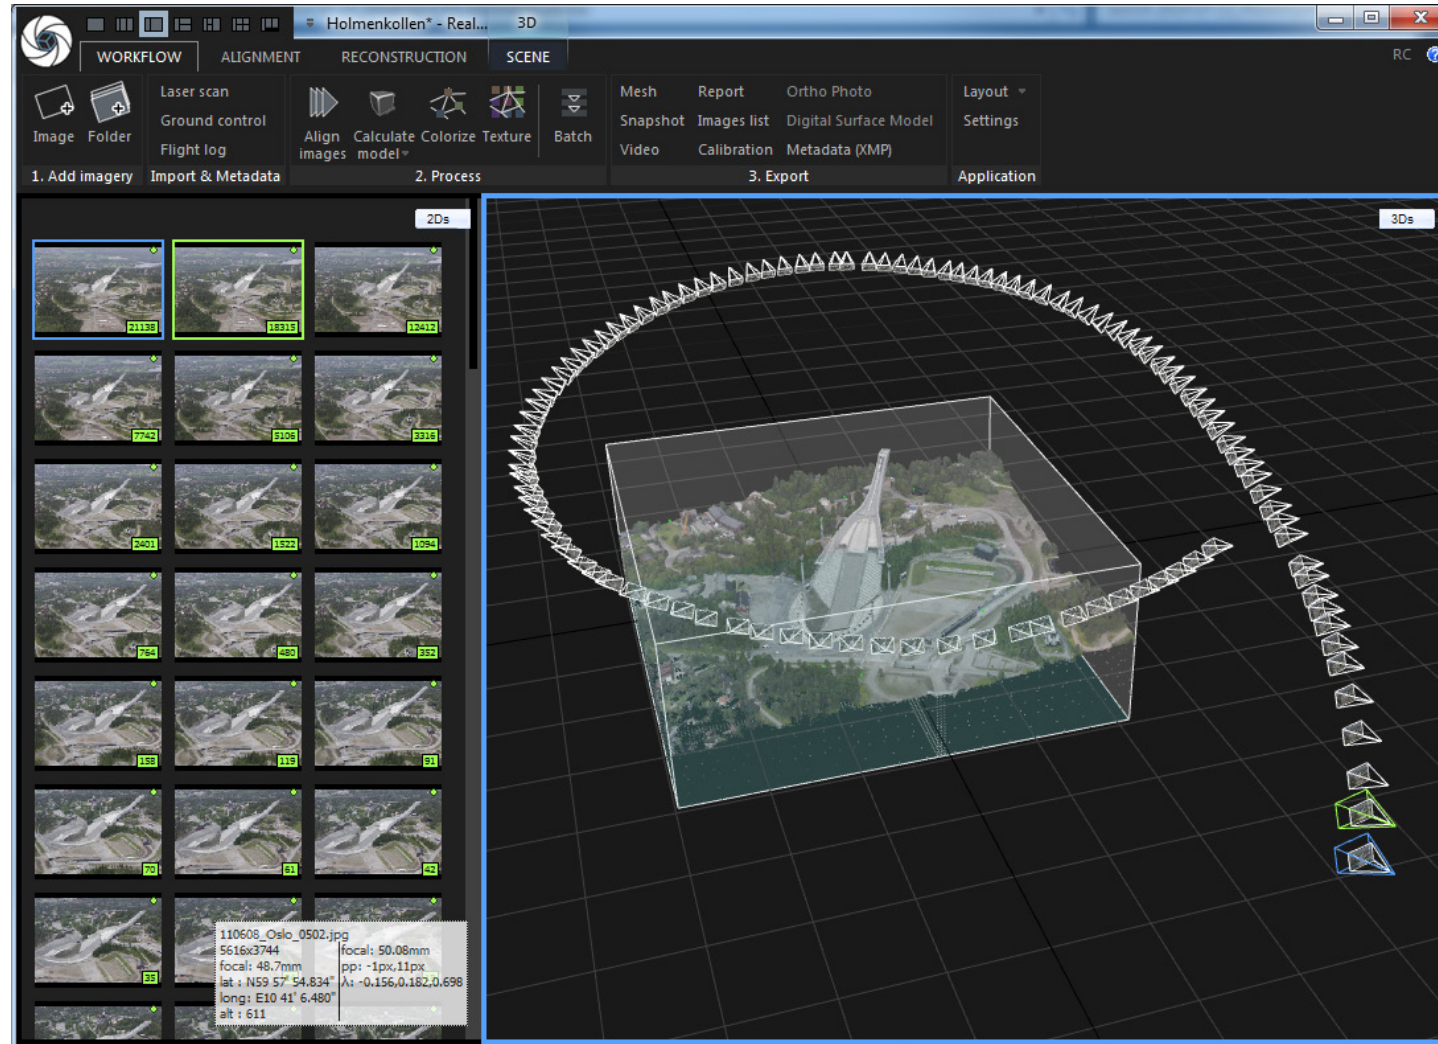 Holmenkollen* - Real... 3D
WORKFLOW ALIGNMENT RECONSTRUCTION SCENE RC
Image Folder
1. Add imagery
Laser scan
Ground control
Flight log
Import & Metadata
Align images
Calculate model
Colorize
Texture
Batch
2. Process
Mesh Report Ortho Photo
Snapshot Images list Digital Surface Model
Video Calibration Metadata (XMP)
3. Export
Layout
Settings
Application
2Ds
3Ds
21138 18315 12412
7742 5106 3316
2401 1522 1094
764 480 352
158 119 91
70 61 42
35
110608_Oslo_0502.jpg
5616x3744 focal: 50.08mm
focal: 48.7mm pp: -1px,11px
lat : N59 57' 54.834" λ: -0.156,0.182,0.698
long: E10 41' 6.480"
alt : 611